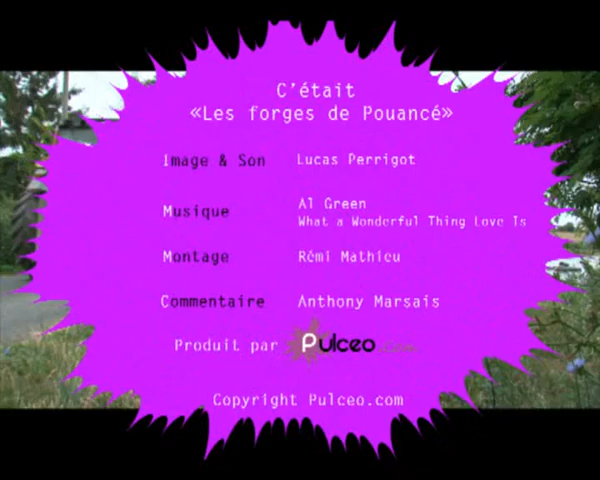 C'était
«Les forges de Pouancé»
Image & Son Lucas Perrigot
Musique Al Green
What a Wonderful Thing Love Is
Montage Rémi Mathieu
Commentaire Anthony Marsais
Produit par Pulceo
Copyright Pulceo.com